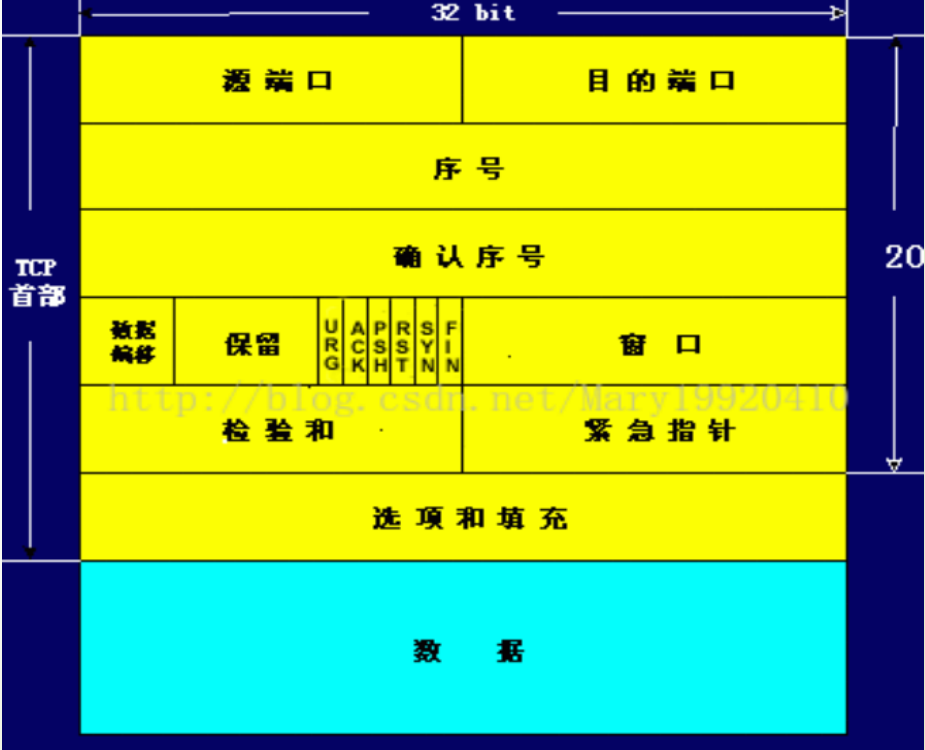 32 bit
源端口 目的端口
序号
确认序号
TCP
首部
20
数据
偏移
保留
URG ACK PSH RST SYN FIN
窗口
http://blog.csdn.net/Mary19920410
检验和 紧急指针
选项和填充
数据